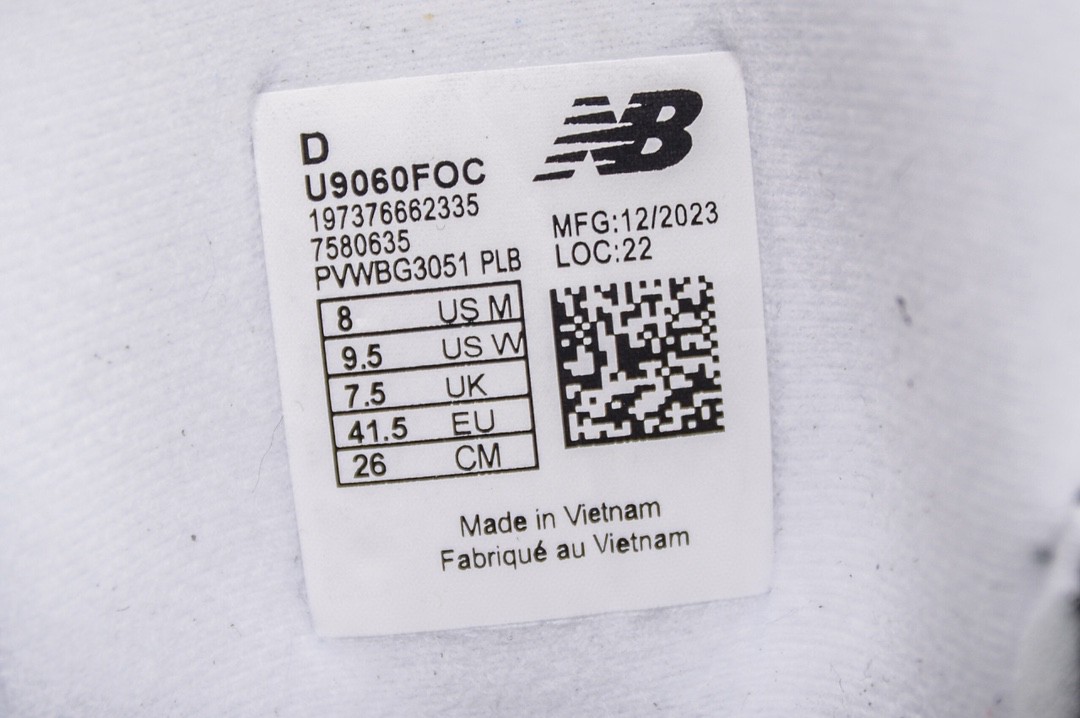 D
U9060FOC
197376662335
7580635
PVWBG3051 PLB
8 US M
9.5 US W
7.5 UK
41.5 EU
26 CM
NB
MFG:12/2023
LOC:22
Made in Vietnam
Fabriqué au Vietnam